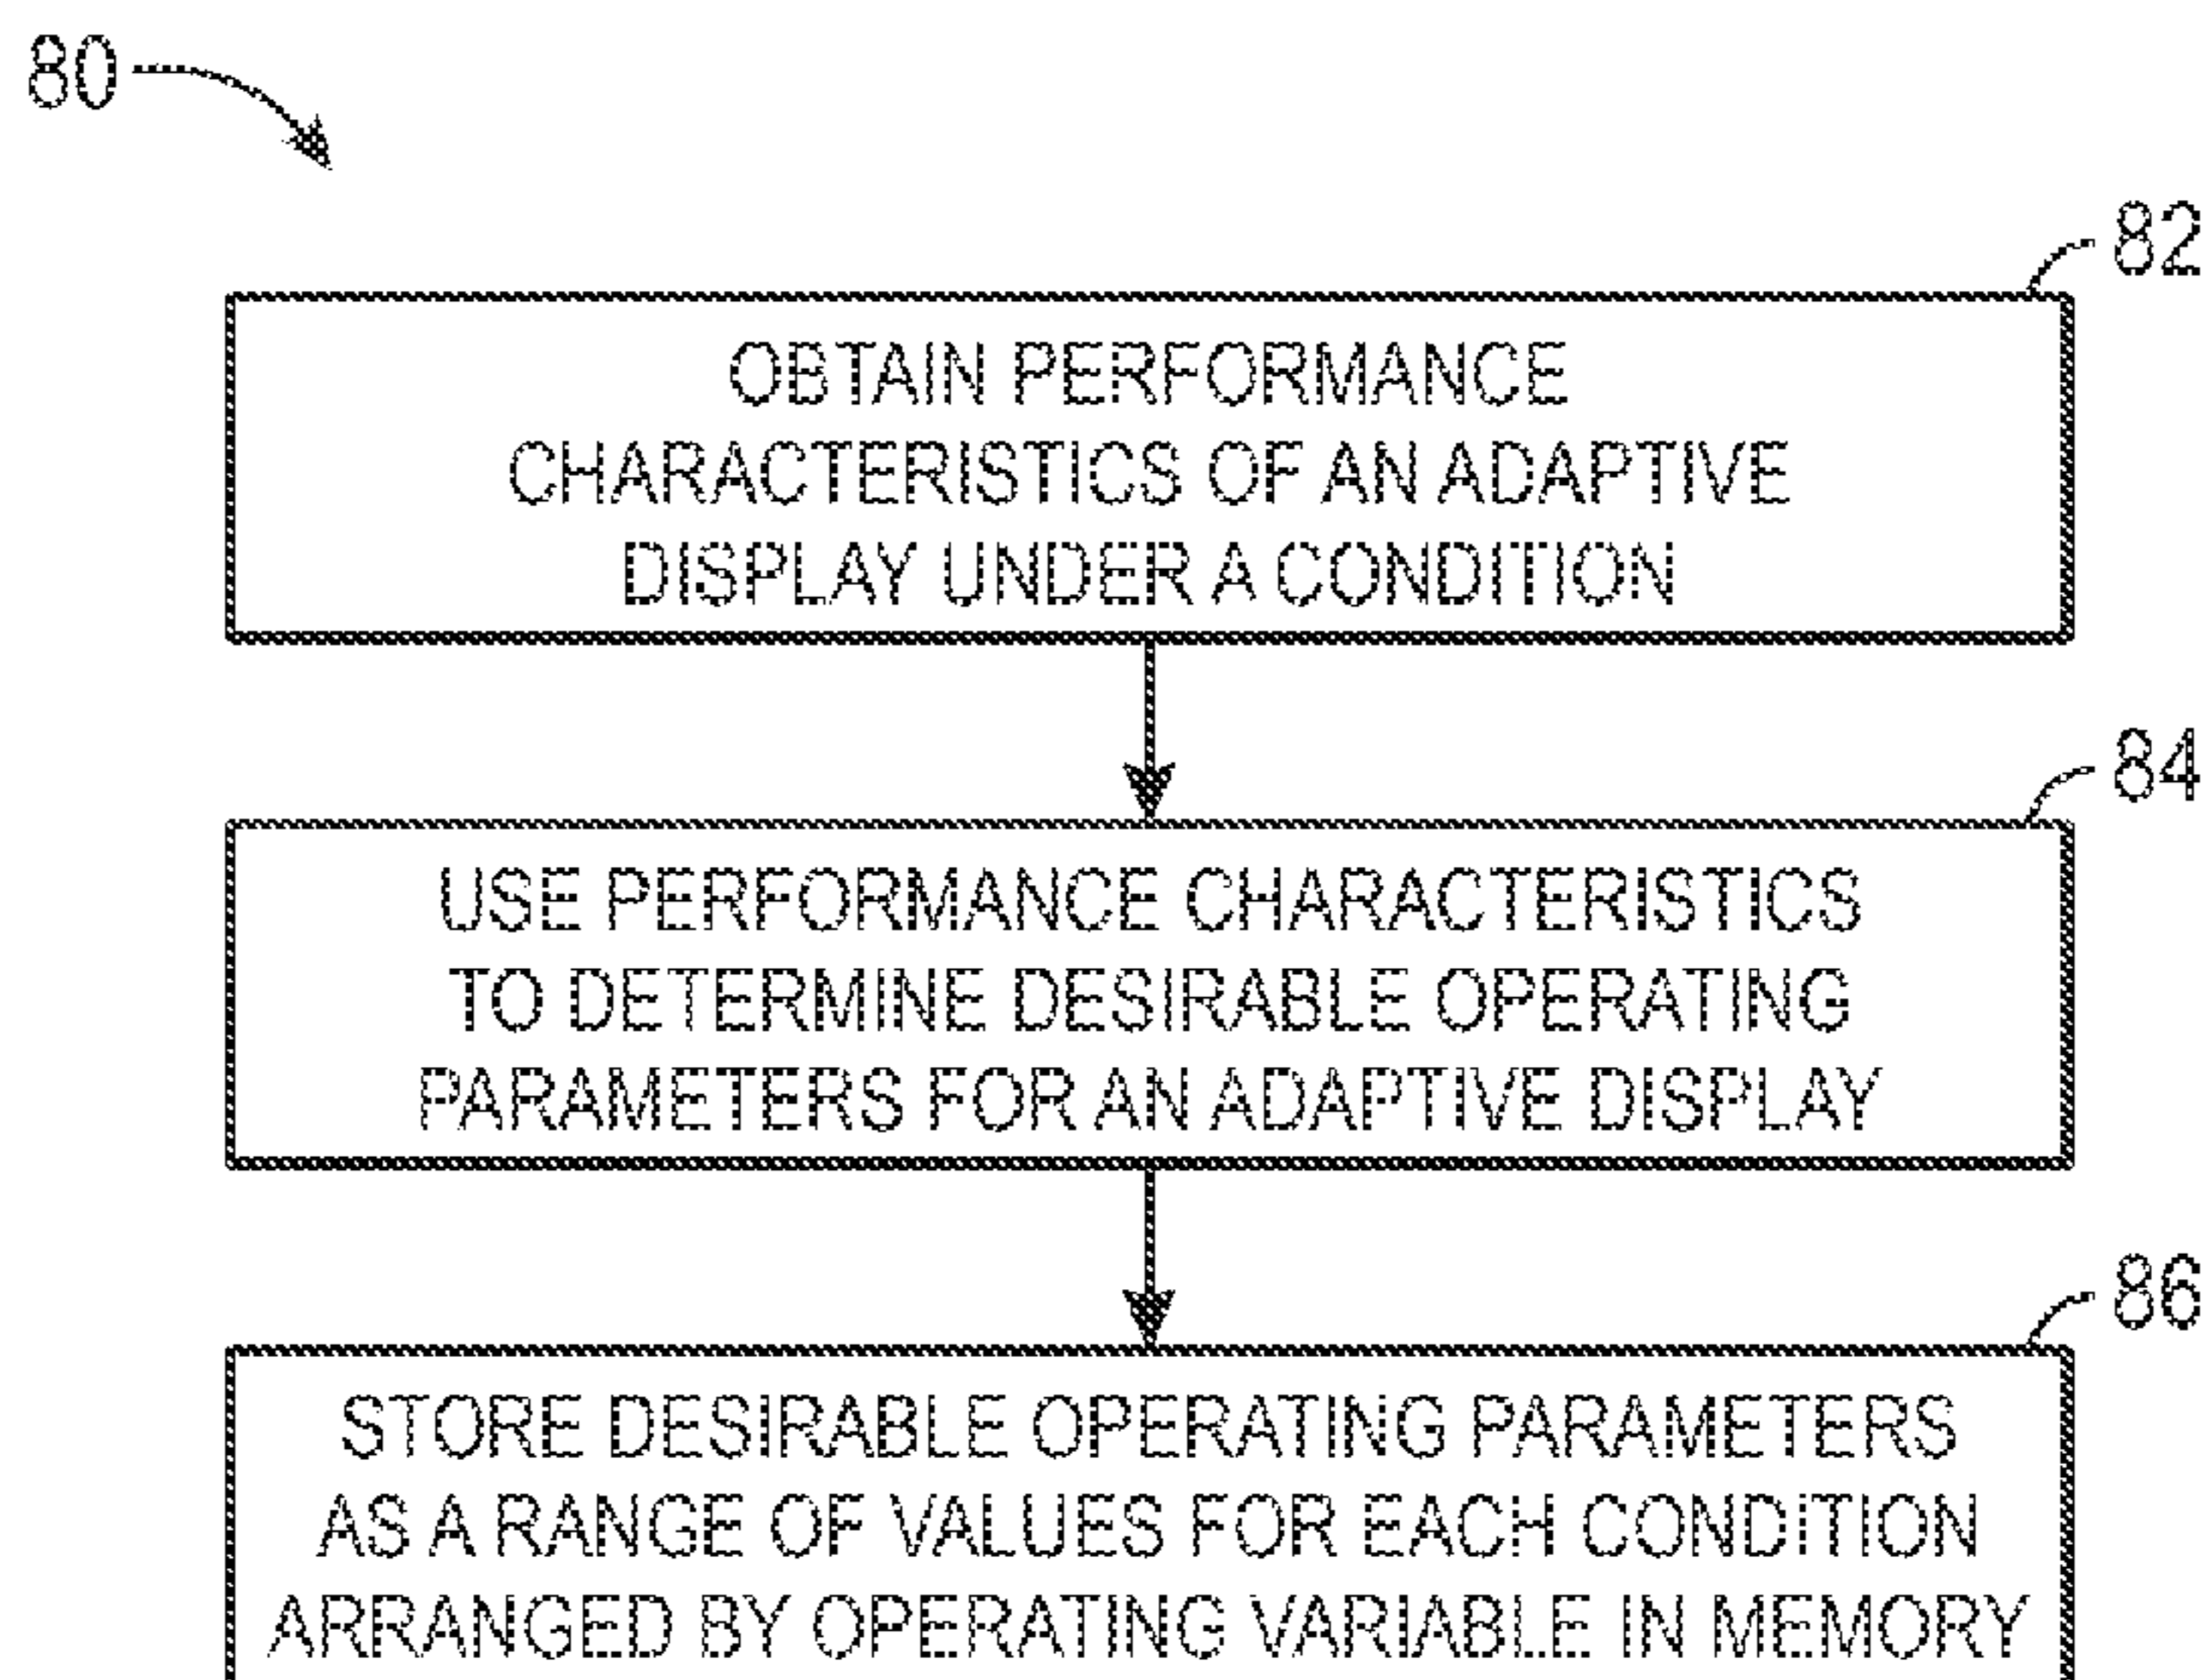 80
82
OBTAIN PERFORMANCE
CHARACTERISTICS OF AN ADAPTIVE
DISPLAY UNDER A CONDITION
84
USE PERFORMANCE CHARACTERISTICS
TO DETERMINE DESIRABLE OPERATING
PARAMETERS FOR AN ADAPTIVE DISPLAY
86
STORE DESIRABLE OPERATING PARAMETERS
AS A RANGE OF VALUES FOR EACH CONDITION
ARRANGED BY OPERATING VARIABLE IN MEMORY